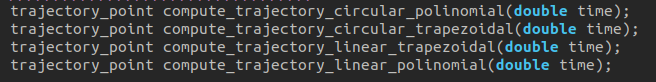 trajectory_point compute_trajectory_circular_polinomial(double time);
trajectory_point compute_trajectory_circular_trapezoidal(double time);
trajectory_point compute_trajectory_linear_trapezoidal(double time);
trajectory_point compute_trajectory_linear_polinomial(double time);